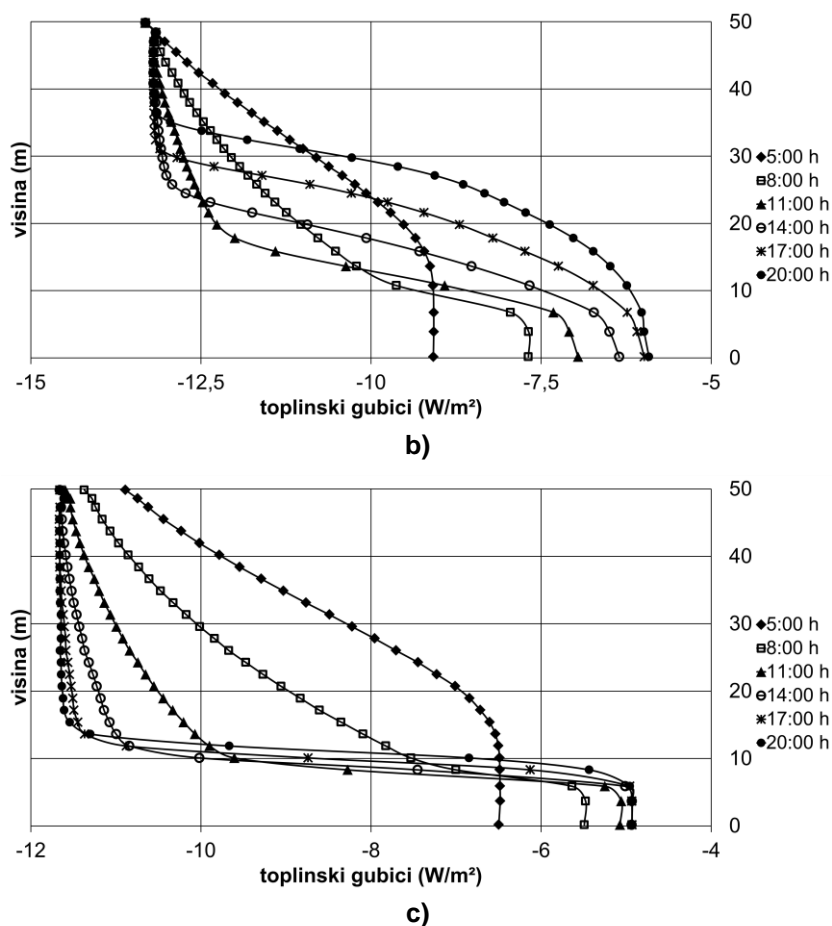 50
40
30
20
10
0
visina (m)
5:00 h
8:00 h
11:00 h
14:00 h
17:00 h
20:00 h
-15
-12,5
-10
-7,5
-5
toplinski gubici (W/m²)
b)
50
40
30
20
10
0
visina (m)
5:00 h
8:00 h
11:00 h
14:00 h
17:00 h
20:00 h
-12
-10
-8
-6
-4
toplinski gubici (W/m²)
c)